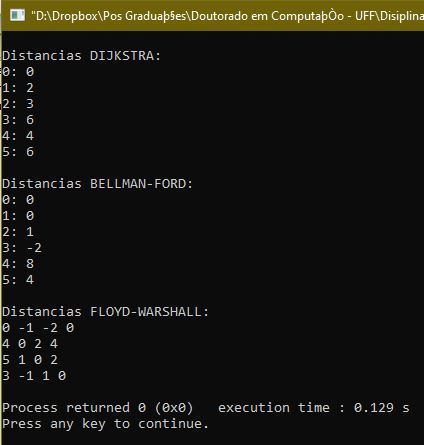 "D:\Dropbox\Pos Graduaþ§es\Doutorado em ComputaþÒo - UFF\Disiplina
Distancias DIJKSTRA:
0: 0
1: 2
2: 3
3: 6
4: 4
5: 6
Distancias BELLMAN-FORD:
0: 0
1: 0
2: 1
3: -2
4: 8
5: 4
Distancias FLOYD-WARSHALL:
0 -1 -2 0
4 0 2 4
5 1 0 2
3 -1 1 0
Process returned 0 (0x0)   execution time : 0.129 s
Press any key to continue.